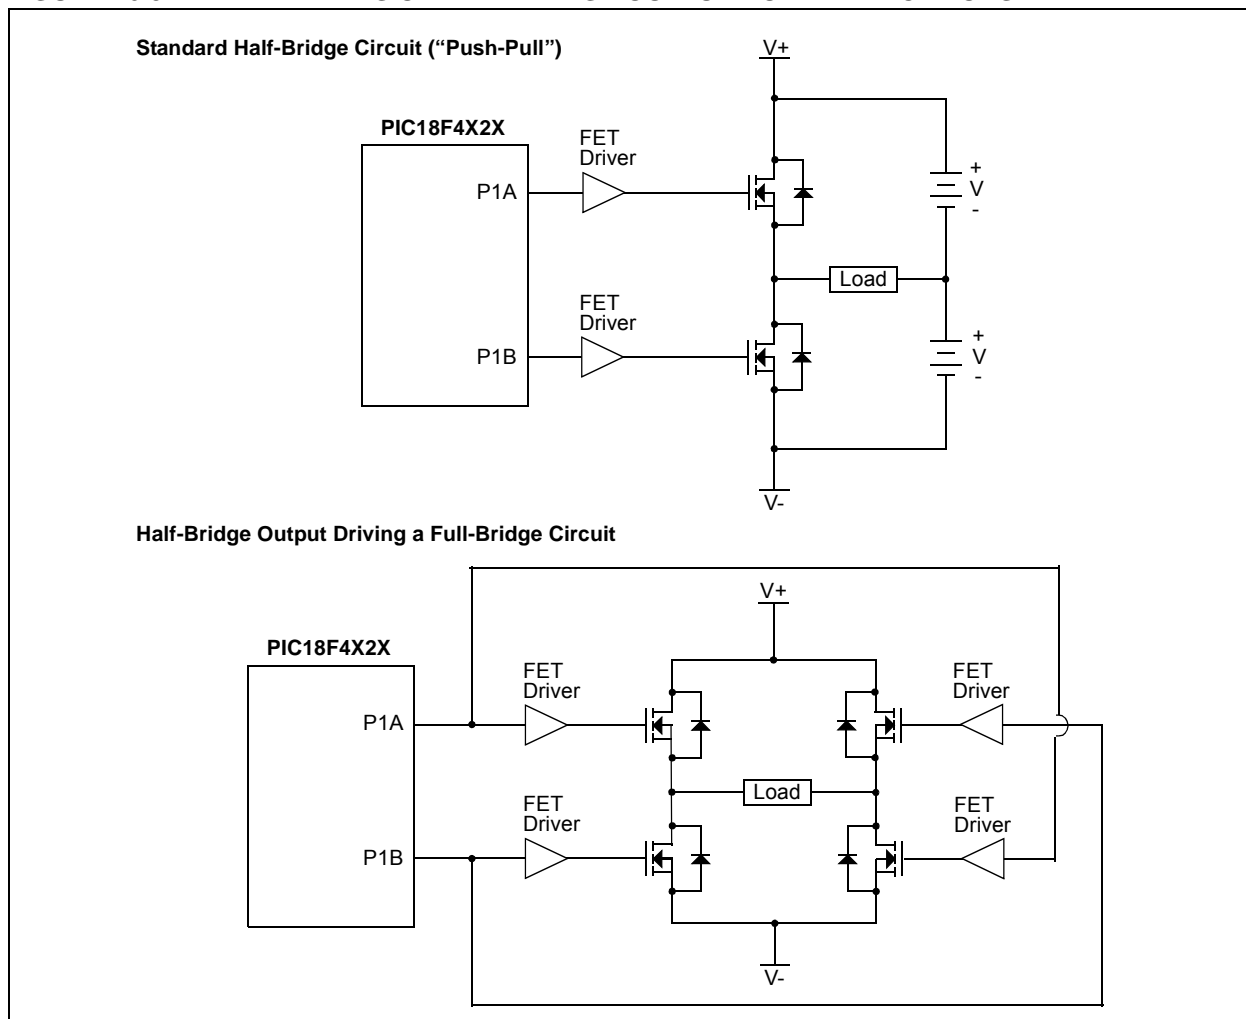 Standard Half-Bridge Circuit (“Push-Pull”)
V+
PIC18F4X2X
FET
Driver
P1A
+
V
-
Load
FET
Driver
P1B
+
V
-
V-
Half-Bridge Output Driving a Full-Bridge Circuit
V+
PIC18F4X2X
FET
Driver
FET
Driver
P1A
Load
FET
Driver
FET
Driver
P1B
V-